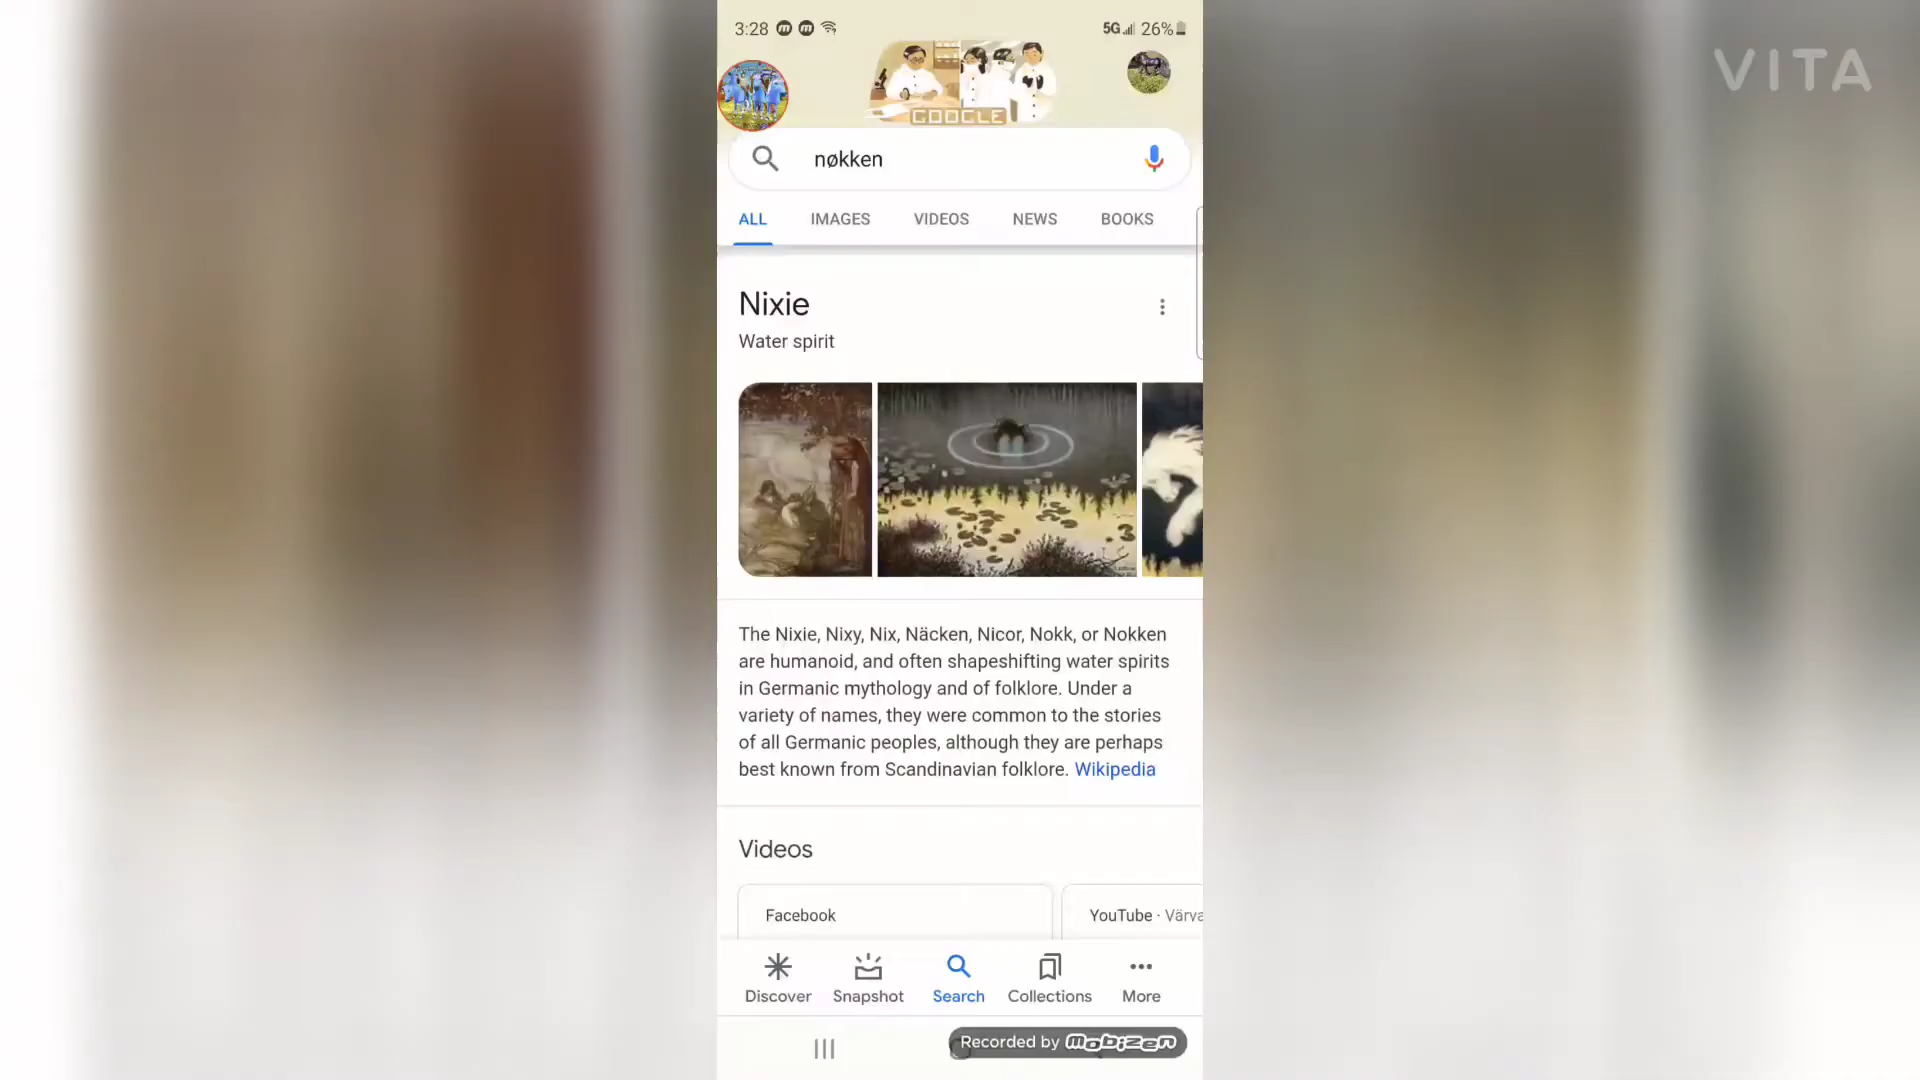 3:28
5G 26%
VITA
GOOGLE
nøkken
ALL IMAGES VIDEOS NEWS BOOKS
Nixie
Water spirit
The Nixie, Nixy, Nix, Näcken, Nicor, Nokk, or Nokken
are humanoid, and often shapeshifting water spirits
in Germanic mythology and of folklore. Under a
variety of names, they were common to the stories
of all Germanic peoples, although they are perhaps
best known from Scandinavian folklore. Wikipedia
Videos
Facebook
YouTube · Värva
Discover Snapshot Search Collections More
Recorded by mobizen